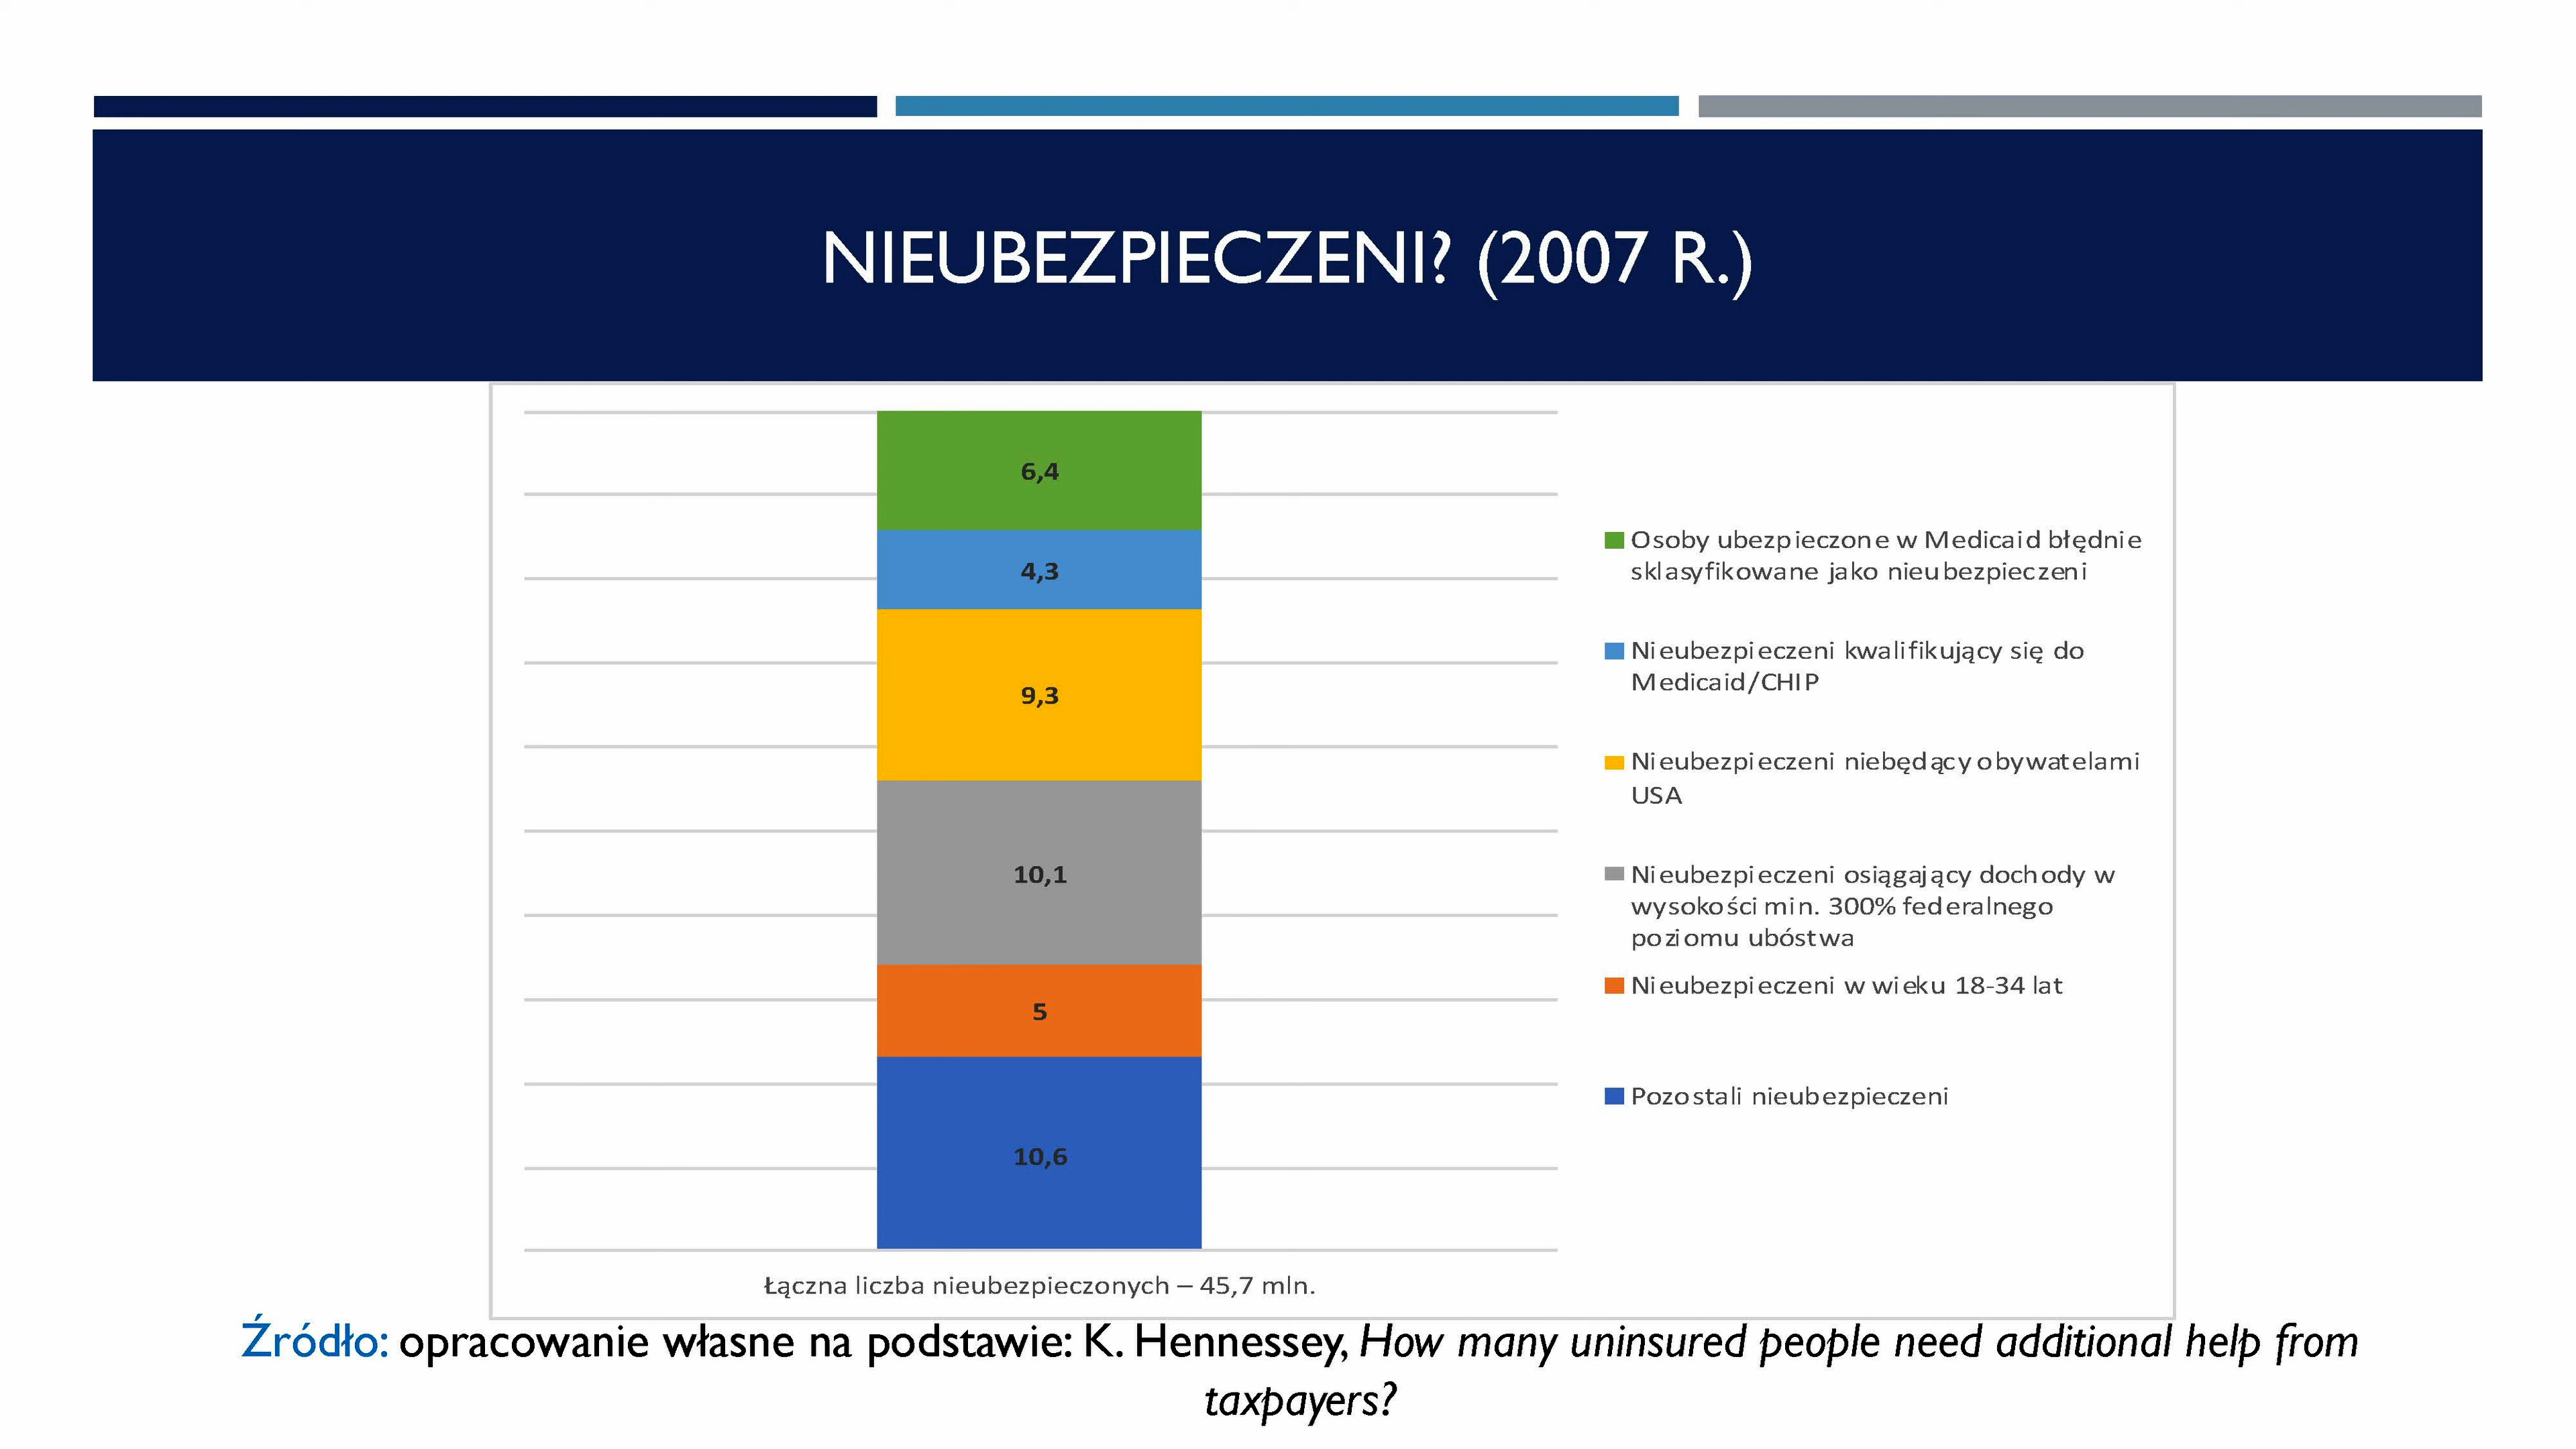 NIEUBEZPIECZENI? (2007 R.)
6,4
4,3
9,3
10,1
5
10,6
Łączna liczba nieubezpieczonych – 45,7 mln.
Osoby ubezpieczone w Medicaid błędnie
sklasyfikowane jako nieubezpieczeni
Nieubezpieczeni kwalifikujący się do
Medicaid/CHIP
Nieubezpieczeni niebędący obywatelami
USA
Nieubezpieczeni osiągający dochody w
wysokości min. 300% federalnego
poziomu ubóstwa
Nieubezpieczeni w wieku 18-34 lat
Pozostali nieubezpieczeni
Źródło: opracowanie własne na podstawie: K. Hennessey, How many uninsured people need additional help from
taxpayers?